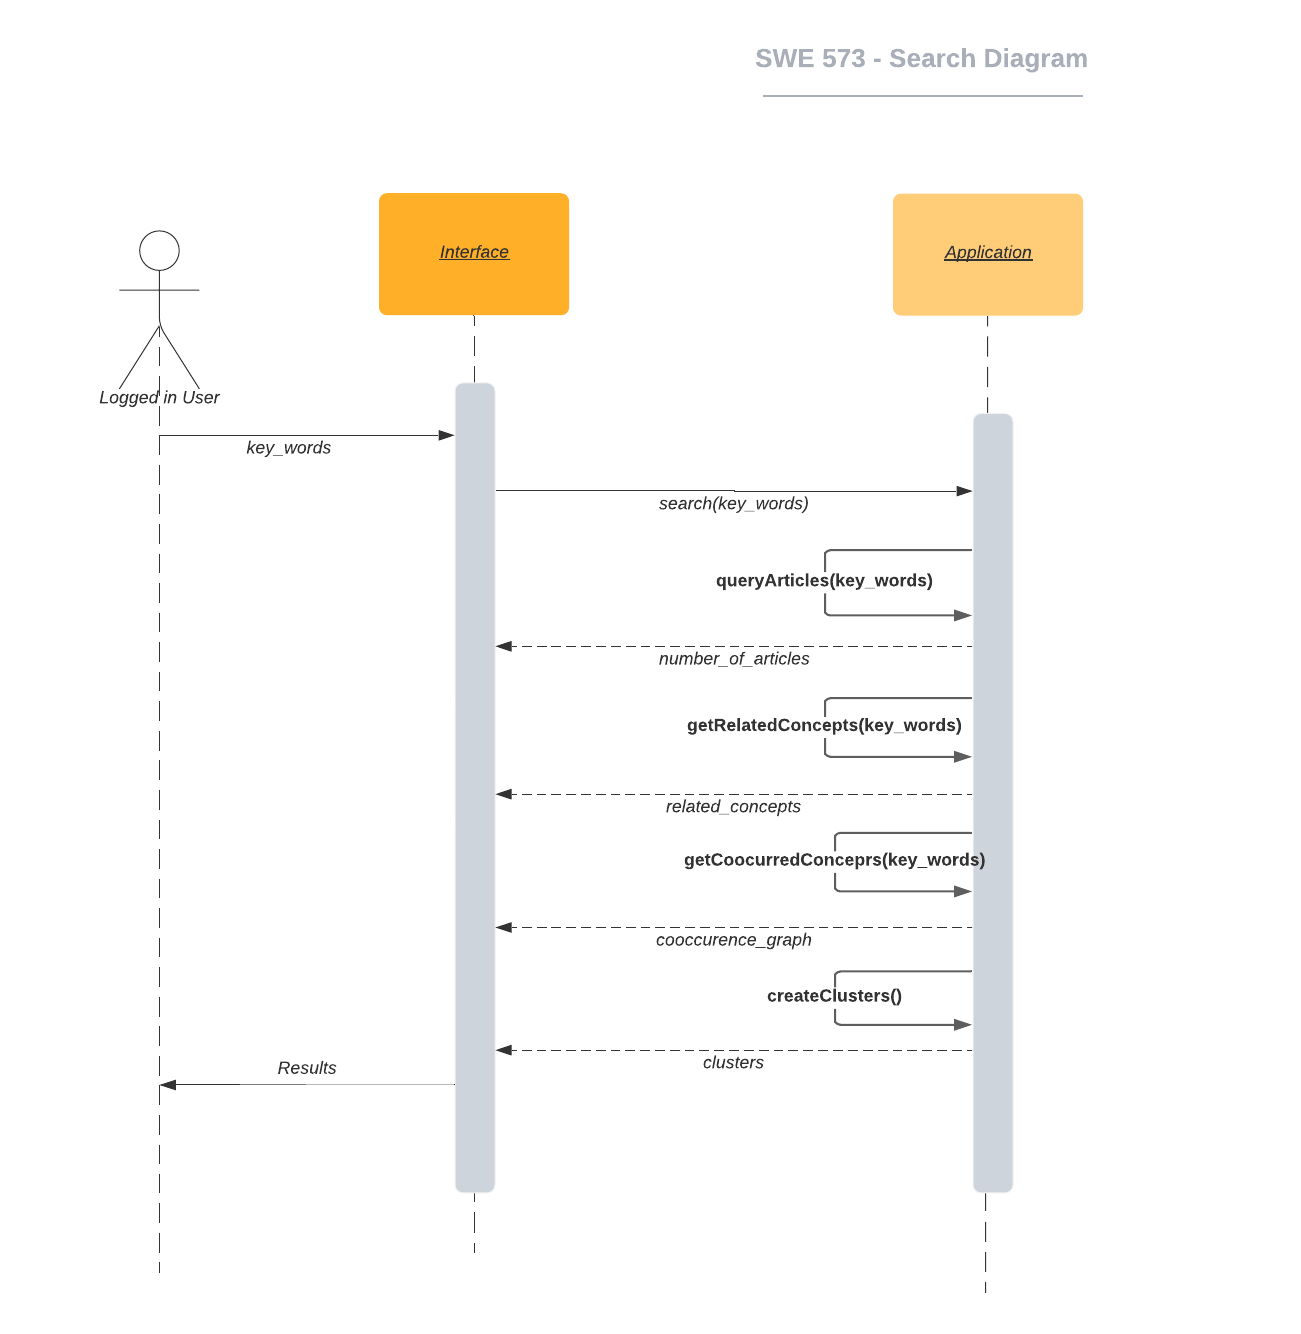 SWE 573 - Search Diagram
Interface
Application
Logged in User
key_words
search(key_words)
queryArticles(key_words)
number_of_articles
getRelatedConcepts(key_words)
related_concepts
getCoocurredConceprs(key_words)
cooccurence_graph
createClusters()
clusters
Results